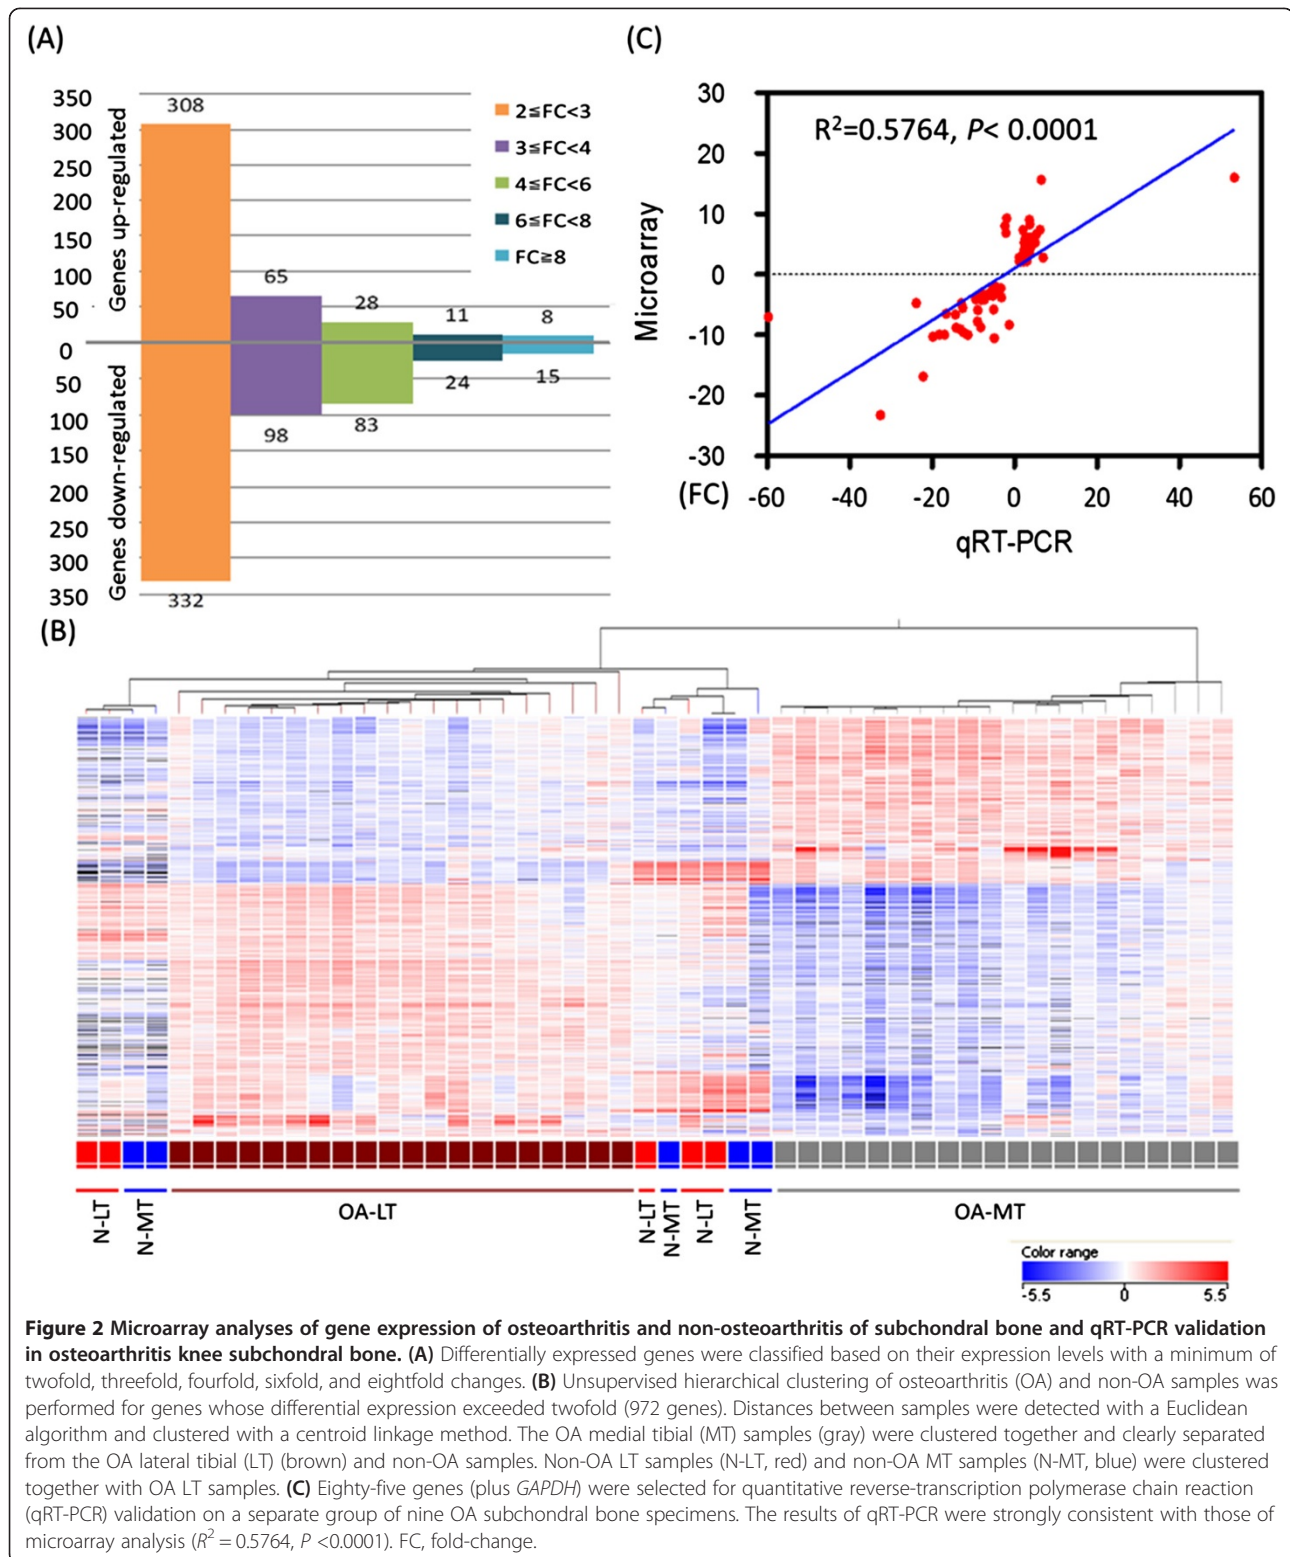 (A)
350
300
250
200
150
100
50
0
50
100
150
200
250
300
350
Genes up-regulated
Genes down-regulated
308
65
28
11
8
332
98
83
24
15
2≦FC<3
3≦FC<4
4≦FC<6
6≦FC<8
FC≧8
(C)
R²=0.5764, P< 0.0001
Microarray
30
20
10
0
-10
-20
-30
(FC)
-60
-40
-20
0
20
40
60
qRT-PCR
(B)
N-LT
N-MT
OA-LT
N-LT
N-MT
N-LT
N-MT
OA-MT
Color range
-5.5
0
5.5
Figure 2 Microarray analyses of gene expression of osteoarthritis and non-osteoarthritis of subchondral bone and qRT-PCR validation
in osteoarthritis knee subchondral bone. (A) Differentially expressed genes were classified based on their expression levels with a minimum of
twofold, threefold, fourfold, sixfold, and eightfold changes. (B) Unsupervised hierarchical clustering of osteoarthritis (OA) and non-OA samples was
performed for genes whose differential expression exceeded twofold (972 genes). Distances between samples were detected with a Euclidean
algorithm and clustered with a centroid linkage method. The OA medial tibial (MT) samples (gray) were clustered together and clearly separated
from the OA lateral tibial (LT) (brown) and non-OA samples. Non-OA LT samples (N-LT, red) and non-OA MT samples (N-MT, blue) were clustered
together with OA LT samples. (C) Eighty-five genes (plus GAPDH) were selected for quantitative reverse-transcription polymerase chain reaction
(qRT-PCR) validation on a separate group of nine OA subchondral bone specimens. The results of qRT-PCR were strongly consistent with those of
microarray analysis (R² = 0.5764, P <0.0001). FC, fold-change.